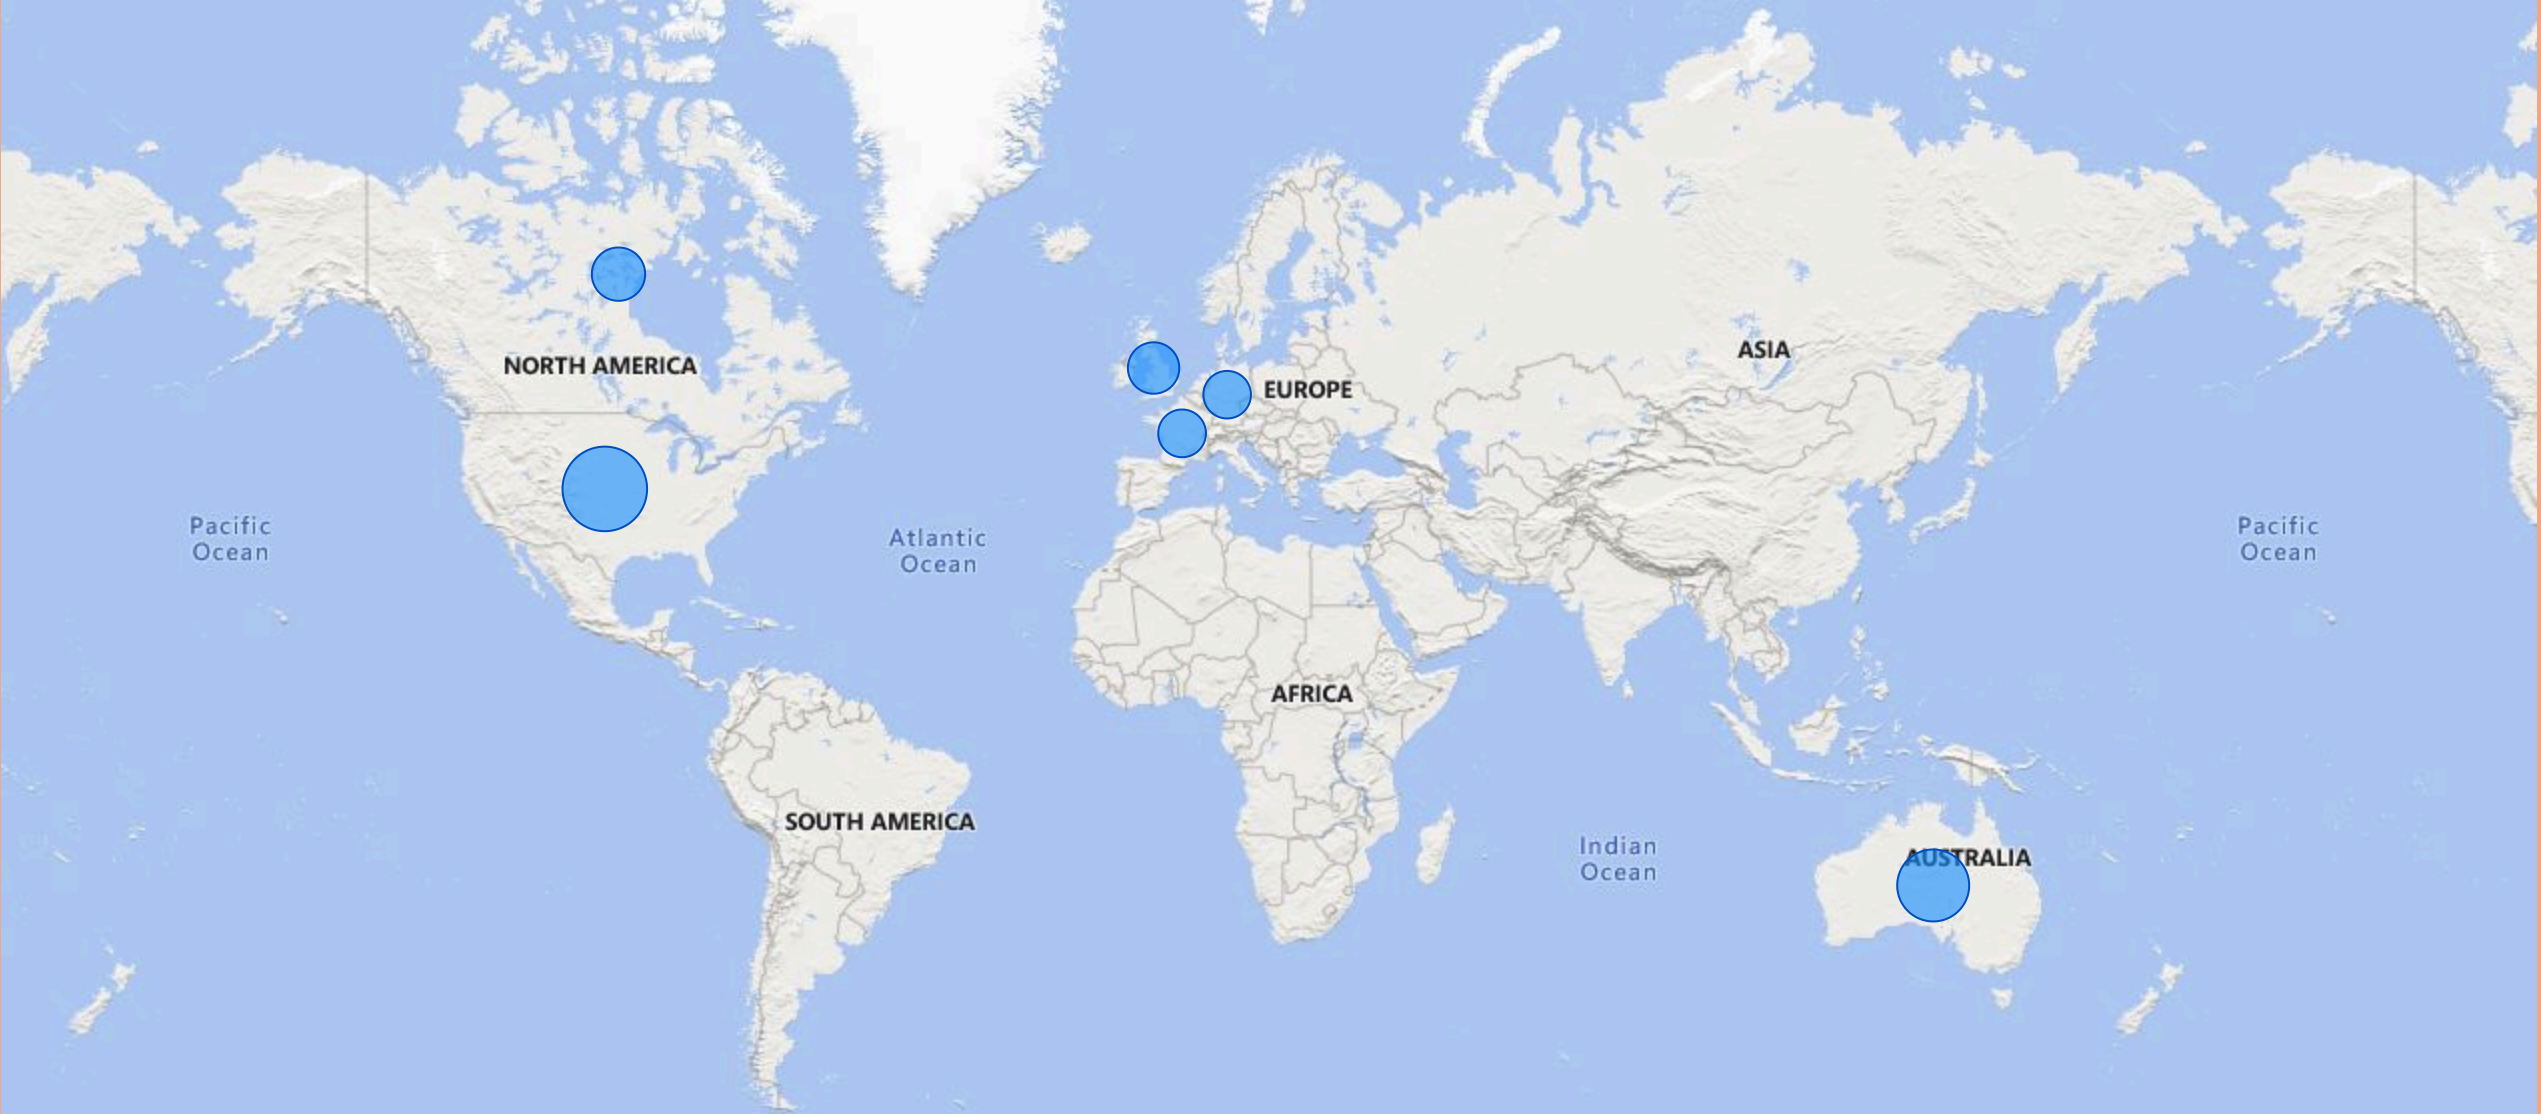 NORTH AMERICA
ASIA
EUROPE
Pacific
Ocean
Atlantic
Ocean
Pacific
Ocean
AFRICA
SOUTH AMERICA
Indian
Ocean
AUSTRALIA